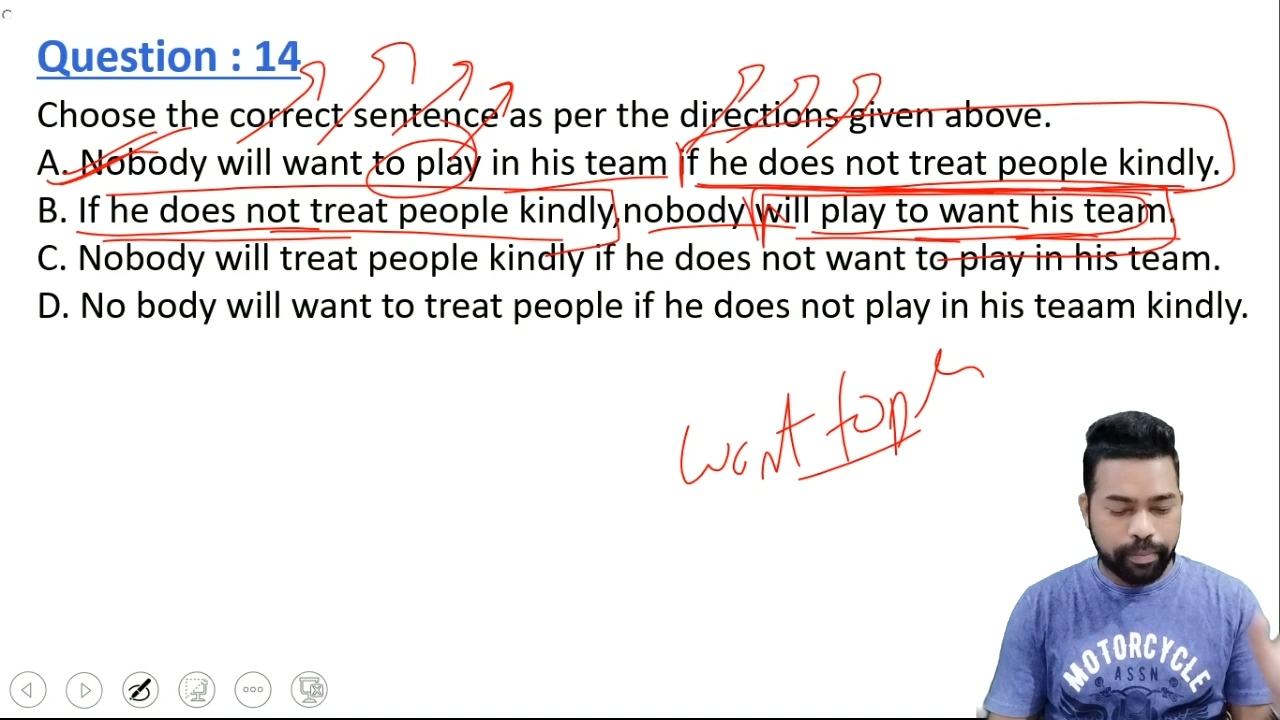 Question : 14
Choose the correct sentence as per the directions given above.
A. Nobody will want to play in his team if he does not treat people kindly.
B. If he does not treat people kindly, nobody will play to want his team.
C. Nobody will treat people kindly if he does not want to play in his team.
D. No body will want to treat people if he does not play in his teaam kindly.
want top
MOTORCYCLE
ASSN